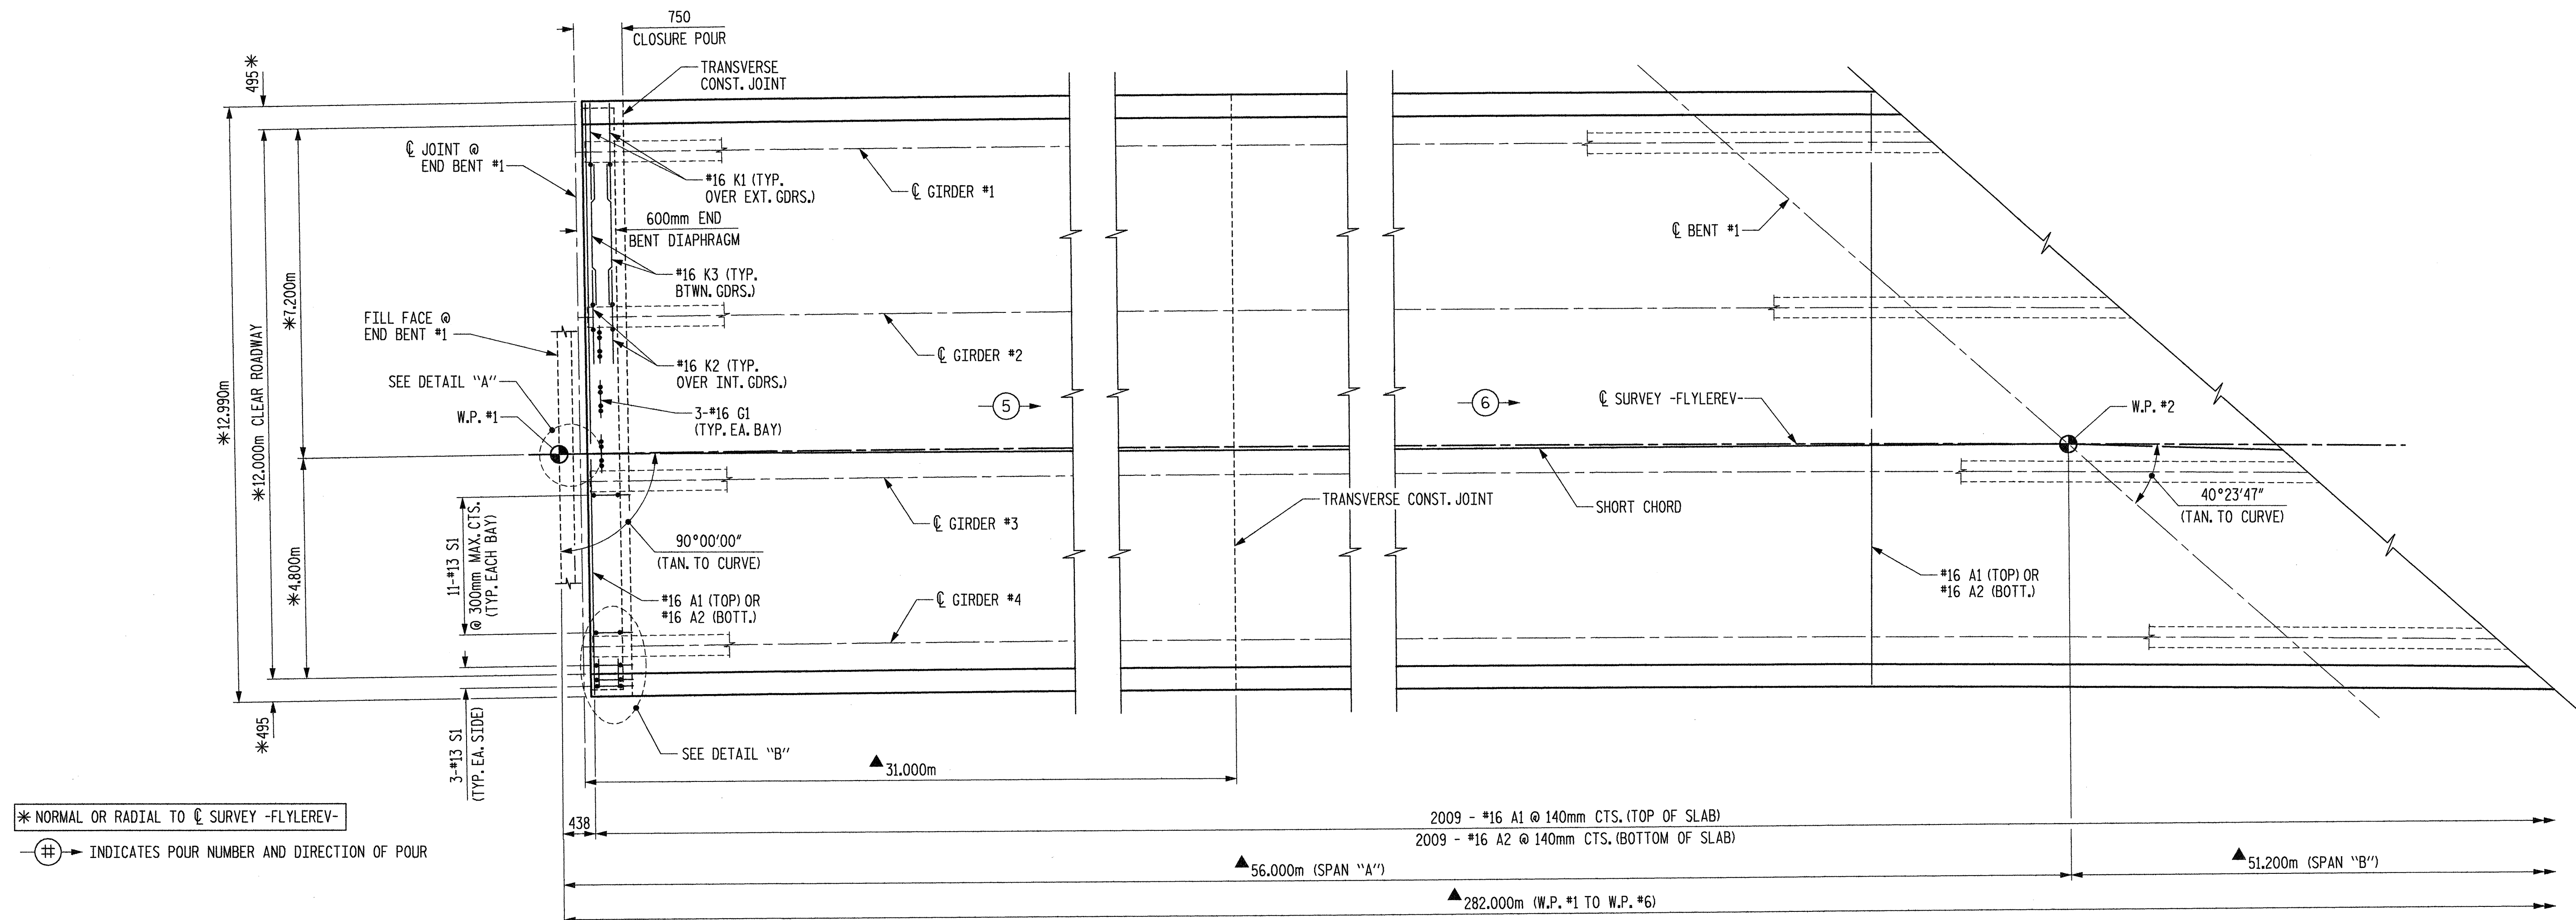 750
CLOSURE POUR
TRANSVERSE
CONST. JOINT
495*
℄ JOINT @
END BENT #1
#16 K1 (TYP.
OVER EXT. GDRS.)
℄ GIRDER #1
600mm END
BENT DIAPHRAGM
℄ BENT #1
#16 K3 (TYP.
BTWN. GDRS.)
*7.200m
*12.000m CLEAR ROADWAY
*12.990m
FILL FACE @
END BENT #1
℄ GIRDER #2
#16 K2 (TYP.
OVER INT. GDRS.)
SEE DETAIL "A"
W.P. #1
3-#16 G1
(TYP. EA. BAY)
5
6
℄ SURVEY -FLYLEREV-
W.P. #2
11-#13 S1
@ 300mm MAX. CTS.
(TYP. EACH BAY)
℄ GIRDER #3
TRANSVERSE CONST. JOINT
SHORT CHORD
40°23'47"
(TAN. TO CURVE)
90°00'00"
(TAN. TO CURVE)
*4.800m
#16 A1 (TOP) OR
#16 A2 (BOTT.)
℄ GIRDER #4
#16 A1 (TOP) OR
#16 A2 (BOTT.)
*495
3-#13 S1
(TYP. EA. SIDE)
SEE DETAIL "B"
▲31.000m
* NORMAL OR RADIAL TO ℄ SURVEY -FLYLEREV-
# INDICATES POUR NUMBER AND DIRECTION OF POUR
438
2009 - #16 A1 @ 140mm CTS. (TOP OF SLAB)
2009 - #16 A2 @ 140mm CTS. (BOTTOM OF SLAB)
▲56.000m (SPAN "A")
▲51.200m (SPAN "B")
▲282.000m (W.P. #1 TO W.P. #6)